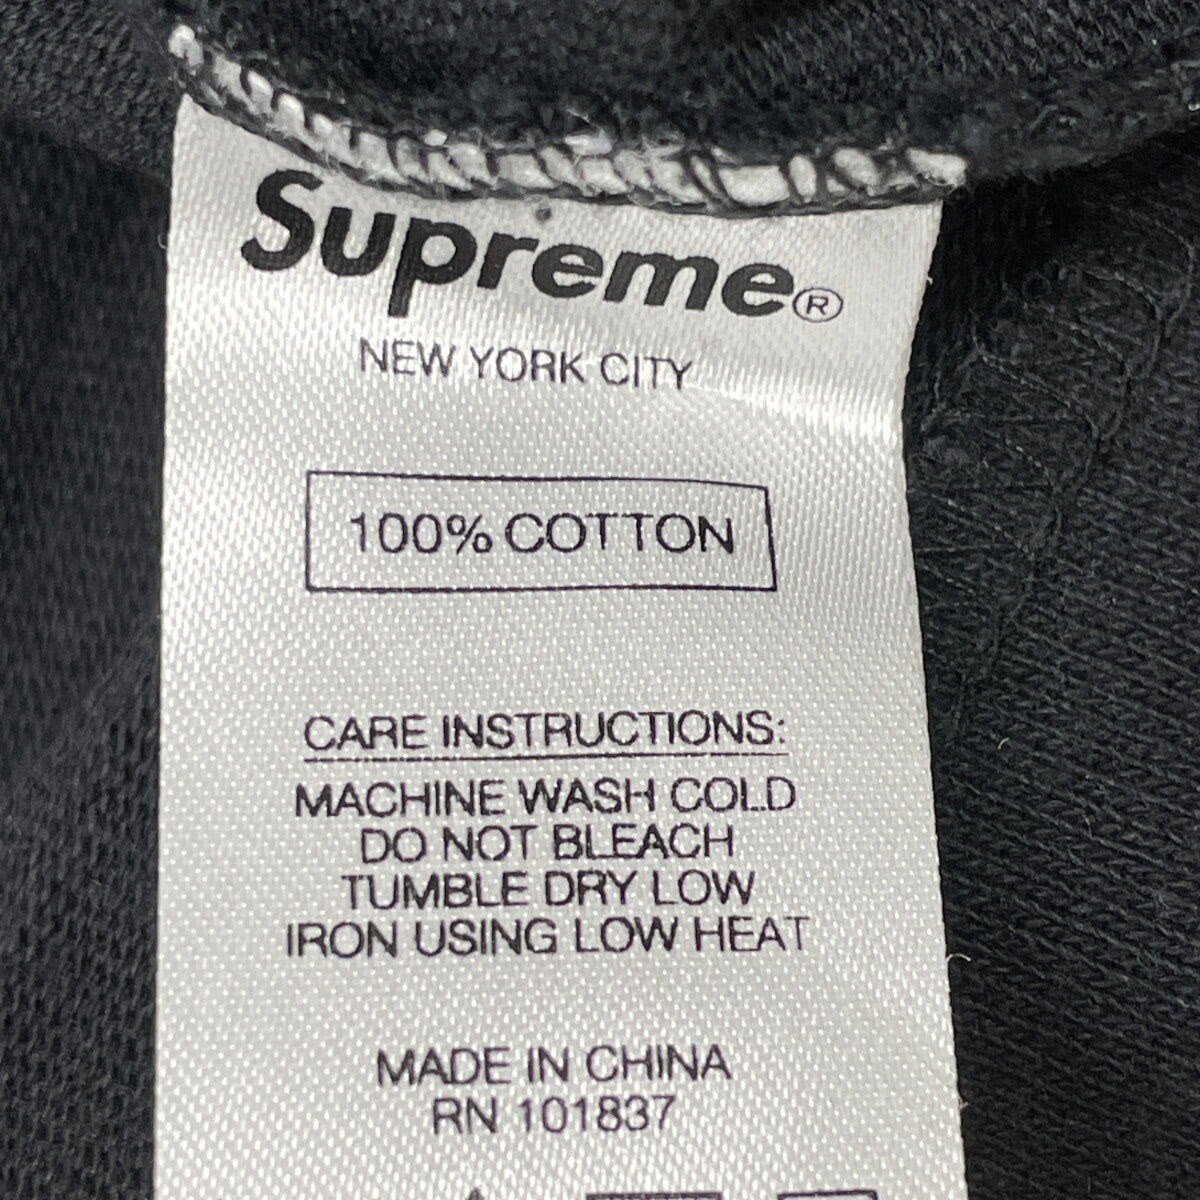 Supreme®
NEW YORK CITY
100% COTTON
CARE INSTRUCTIONS:
MACHINE WASH COLD
DO NOT BLEACH
TUMBLE DRY LOW
IRON USING LOW HEAT
MADE IN CHINA
RN 101837